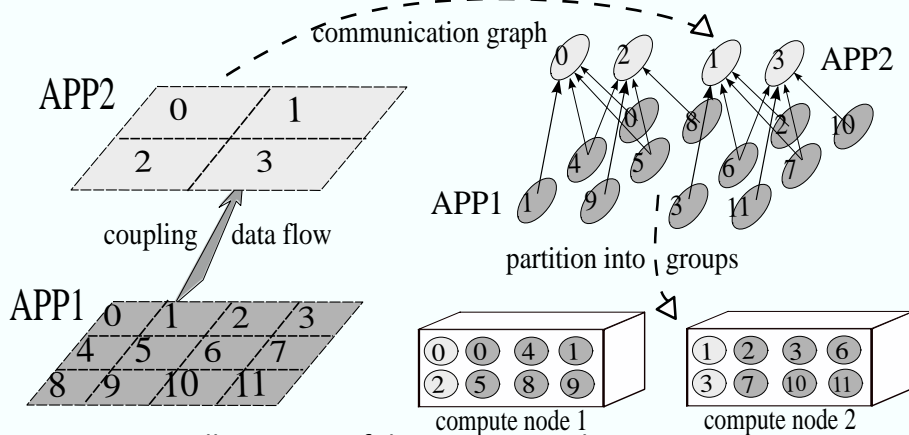 communication graph
APP2
0 1
2 3
coupling data flow
APP1
0 1 2 3
4 5 6 7
8 9 10 11
0 2 1 3 APP2
0 8 2 10
4 5 6 7
APP1 1 9 3 11
partition into groups
0 0 4 1
2 5 8 9
compute node 1
1 2 3 6
3 7 10 11
compute node 2